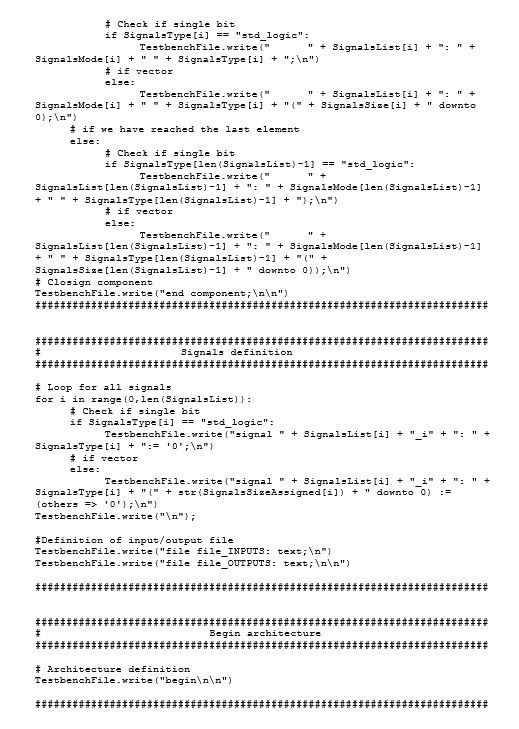 # Check if single bit
if SignalsType[i] == "std_logic":
TestbenchFile.write("      " + SignalsList[i] + ": " +
SignalsMode[i] + " " + SignalsType[i] + ";\n")
# if vector
else:
TestbenchFile.write("      " + SignalsList[i] + ": " +
SignalsMode[i] + " " + SignalsType[i] + "(" + SignalsSize[i] + " downto
0);\n")
# if we have reached the last element
else:
# Check if single bit
if SignalsType[len(SignalsList)-1] == "std_logic":
TestbenchFile.write("      " +
SignalsList[len(SignalsList)-1] + ": " + SignalsMode[len(SignalsList)-1]
+ " " + SignalsType[len(SignalsList)-1] + ");\n")
# if vector
else:
TestbenchFile.write("      " +
SignalsList[len(SignalsList)-1] + ": " + SignalsMode[len(SignalsList)-1]
+ " " + SignalsType[len(SignalsList)-1] + "(" +
SignalsSize[len(SignalsList)-1] + " downto 0));\n")
# Closign component
TestbenchFile.write("end component;\n\n")
########################################################################
########################################################################
# Signals definition
########################################################################
# Loop for all signals
for i in range(0,len(SignalsList)):
# Check if single bit
if SignalsType[i] == "std_logic":
TestbenchFile.write("signal " + SignalsList[i] + "_i" + ": " +
SignalsType[i] + ":= '0';\n")
# if vector
else:
TestbenchFile.write("signal " + SignalsList[i] + "_i" + ": " +
SignalsType[i] + "(" + str(SignalsSizeAssigned[i]) + " downto 0) :=
(others => '0');\n")
TestbenchFile.write("\n");
#Definition of input/output file
TestbenchFile.write("file file_INPUTS: text;\n")
TestbenchFile.write("file file_OUTPUTS: text;\n\n")
########################################################################
########################################################################
# Begin architecture
########################################################################
# Architecture definition
TestbenchFile.write("begin\n\n")
########################################################################